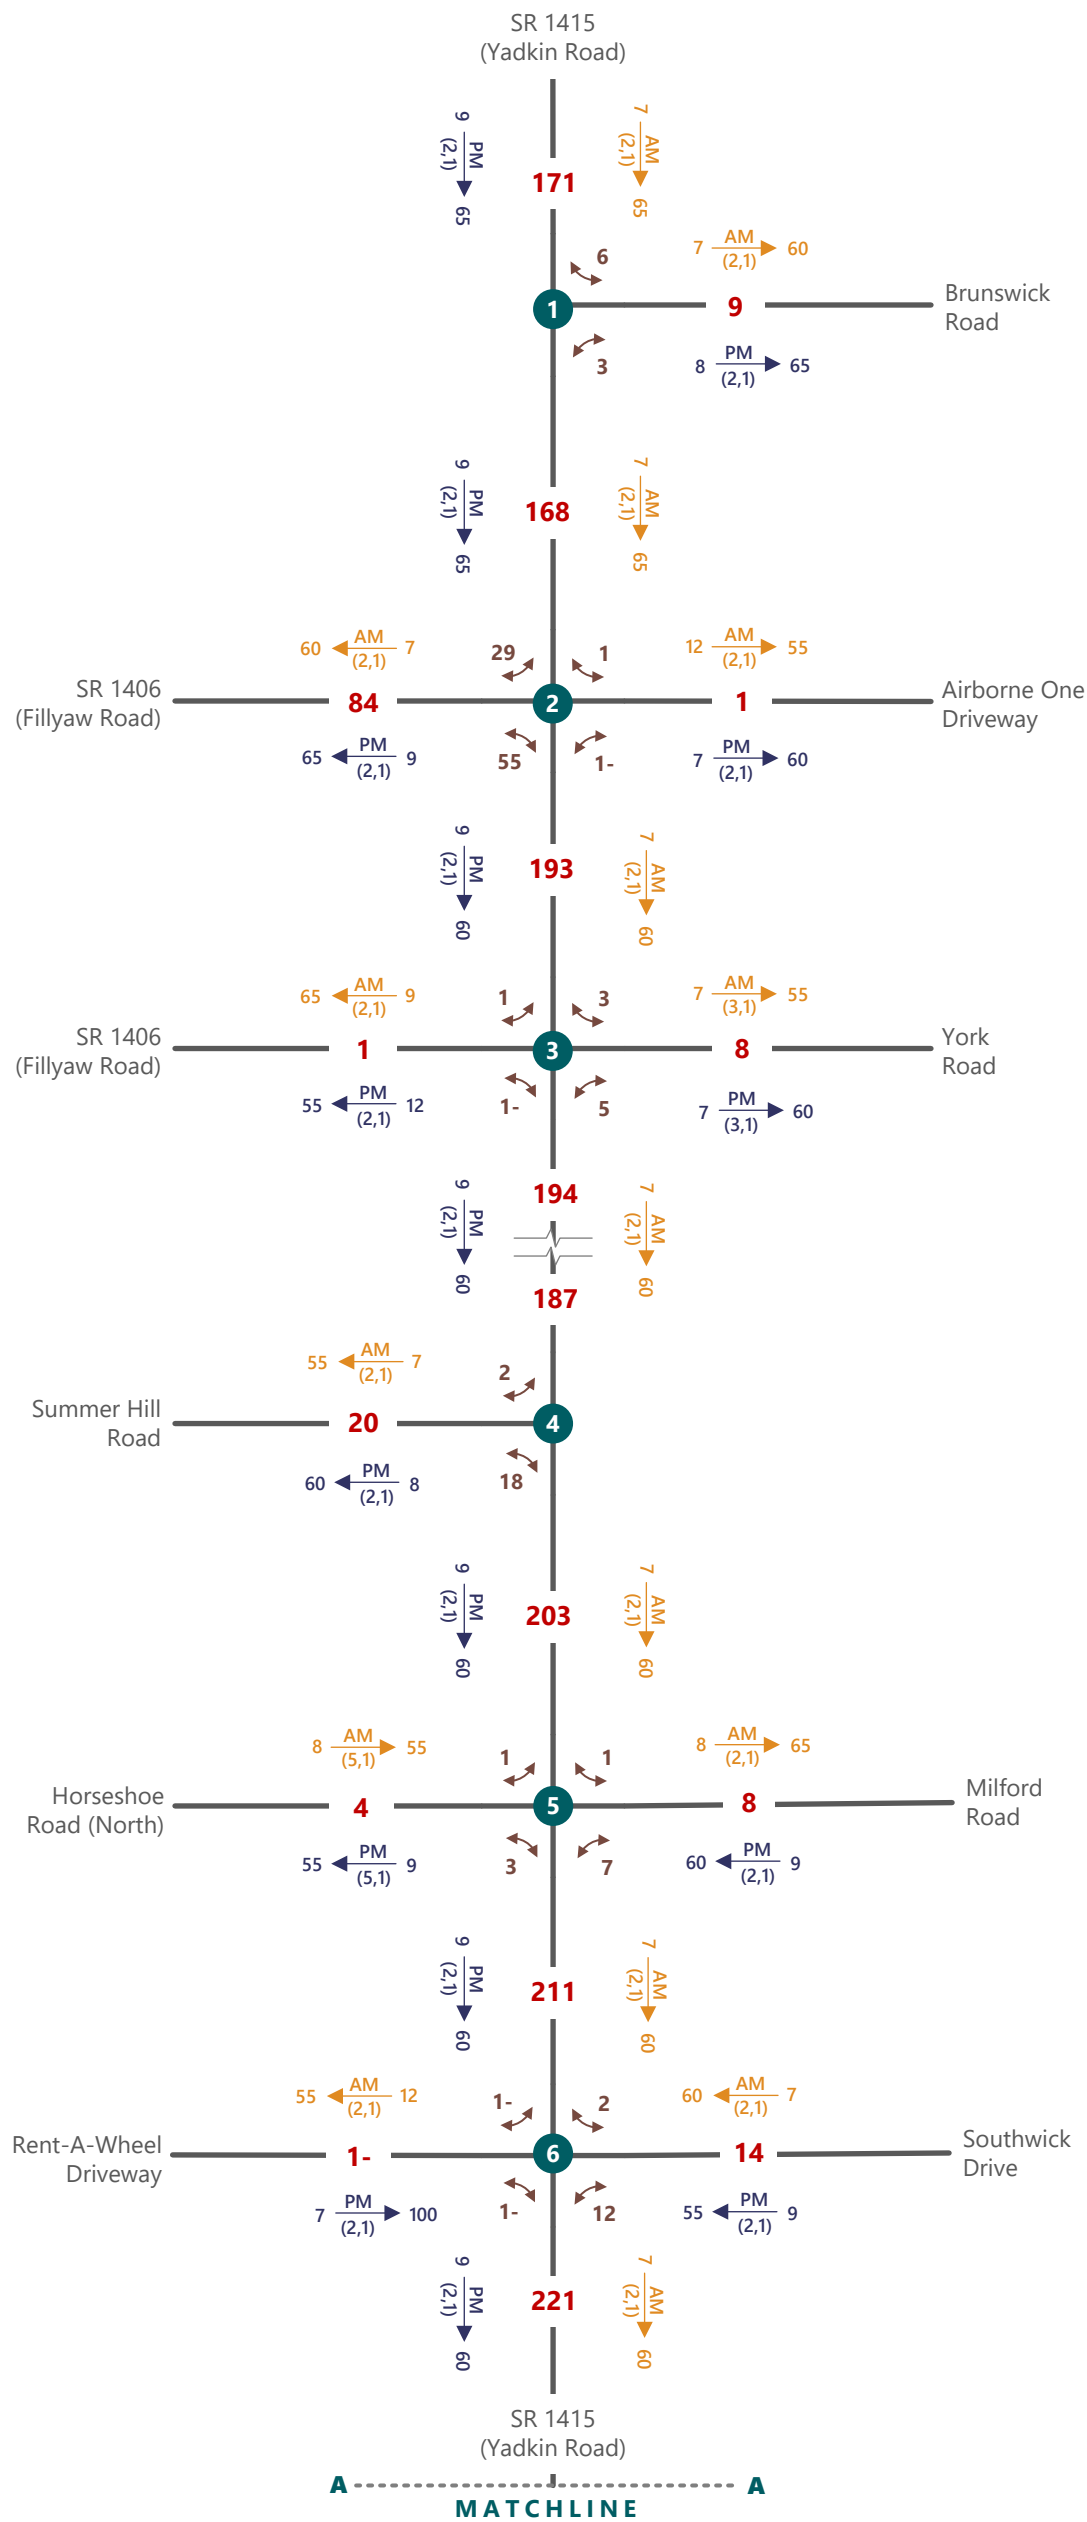 SR 1415
(Yadkin Road)
9 PM (2,1) 65
7 AM (2,1) 65
171
6
7 AM (2,1) 60
1
9
Brunswick
Road
3
8 PM (2,1) 65
9 PM (2,1) 65
7 AM (2,1) 65
168
60 AM (2,1) 7
29
1
12 AM (2,1) 55
SR 1406
(Fillyaw Road)
84
2
1
Airborne One
Driveway
65 PM (2,1) 9
55
1-
7 PM (2,1) 60
9 PM (2,1) 60
193
7 AM (2,1) 60
65 AM (2,1) 9
1
3
7 AM (3,1) 55
SR 1406
(Fillyaw Road)
1
3
8
York
Road
55 PM (2,1) 12
1-
5
7 PM (3,1) 60
9 PM (2,1) 60
194
7 AM (2,1) 60
187
55 AM (2,1) 7
2
Summer Hill
Road
20
4
60 PM (2,1) 8
18
9 PM (2,1) 60
203
7 AM (2,1) 60
8 AM (5,1) 55
1
1
8 AM (2,1) 65
Horseshoe
Road (North)
4
5
8
Milford
Road
55 PM (5,1) 9
3
7
60 PM (2,1) 9
9 PM (2,1) 60
211
7 AM (2,1) 60
55 AM (2,1) 12
1-
2
60 AM (2,1) 7
Rent-A-Wheel
Driveway
1-
6
14
Southwick
Drive
7 PM (2,1) 100
1-
12
55 PM (2,1) 9
9 PM (2,1) 60
221
7 AM (2,1) 60
SR 1415
(Yadkin Road)
A A
MATCHLINE